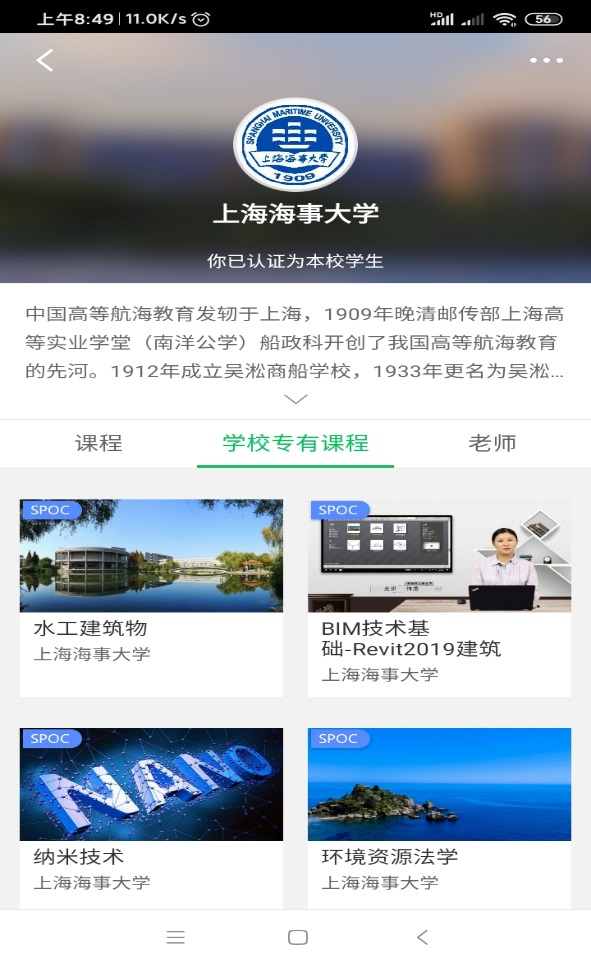 上午8:49 | 11.0K/s
HD
56
SHANGHAI MARITIME UNIVERSITY
上海海事大学
1909
上海海事大学
你已认证为本校学生
中国高等航海教育发轫于上海，1909年晚清邮传部上海高
等实业学堂（南洋公学）船政科开创了我国高等航海教育
的先河。1912年成立吴淞商船学校，1933年更名为吴淞...
课程
学校专有课程
老师
SPOC
SPOC
水工建筑物
上海海事大学
BIM技术基
础-Revit2019建筑
上海海事大学
SPOC
NANO
SPOC
纳米技术
上海海事大学
环境资源法学
上海海事大学